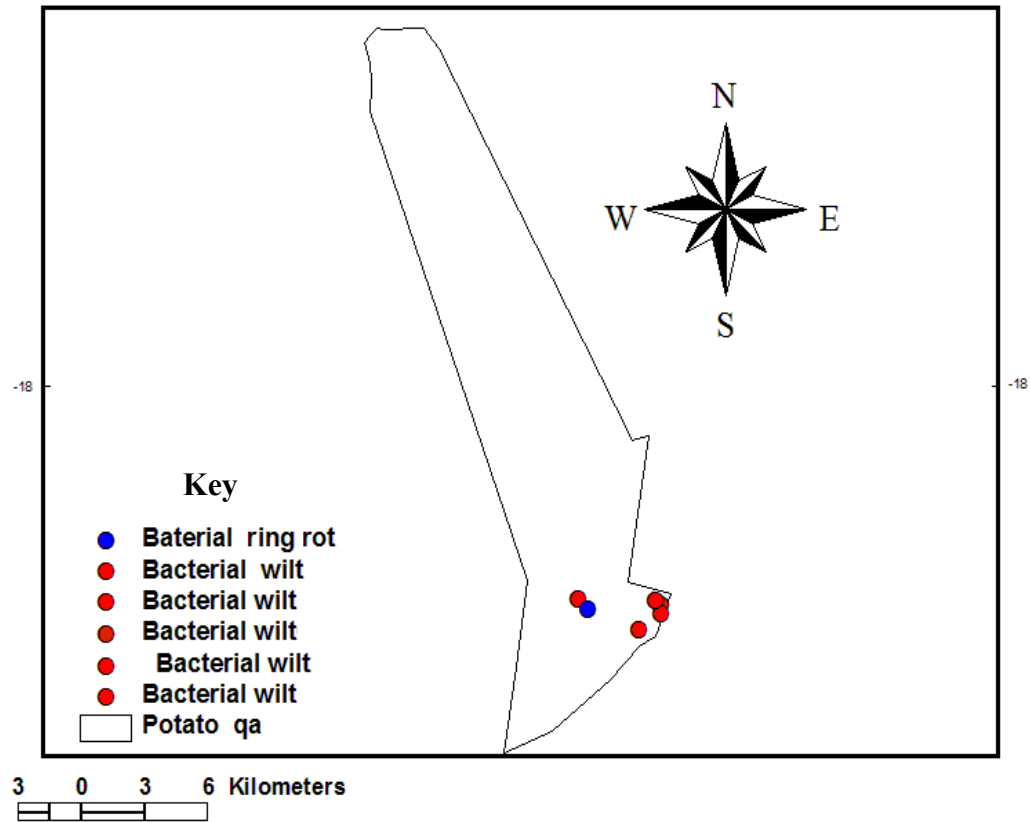 N
W E
S
-18 -18
Key
Baterial ring rot
Bacterial wilt
Bacterial wilt
Bacterial wilt
Bacterial wilt
Bacterial wilt
Potato qa
3 0 3 6 Kilometers